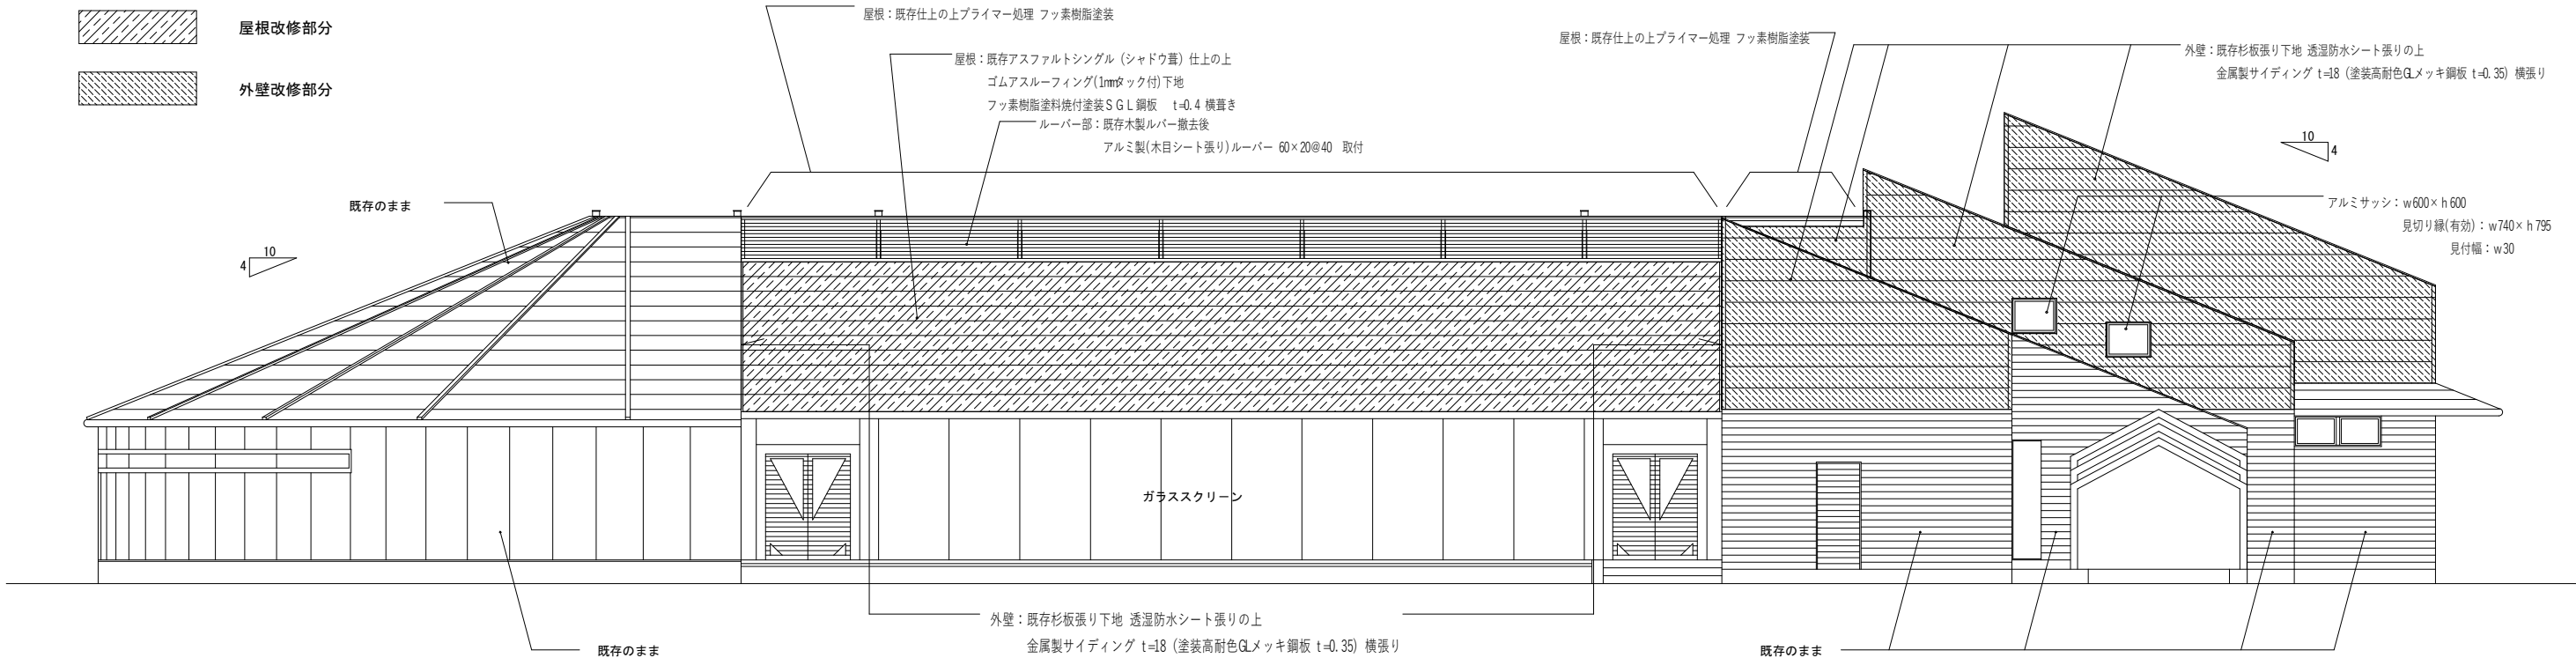 屋根改修部分
外壁改修部分
屋根：既存仕上の上プライマー処理 フッ素樹脂塗装
屋根：既存アスファルトシングル（シャドウ葺）仕上の上
ゴムアスルーフィング(1mmタック付)下地
フッ素樹脂塗料焼付塗装ＳＧＬ鋼板 t=0.4 横葺き
ルーバー部：既存木製ルバー撤去後
アルミ製(木目シート張り)ルーバー 60×20@40 取付
屋根：既存仕上の上プライマー処理 フッ素樹脂塗装
外壁：既存杉板張り下地 透湿防水シート張りの上
金属製サイディング t=18（塗装高耐色GLメッキ鋼板 t=0.35）横張り
10
4
アルミサッシ：w600×h600
見切り縁(有効)：w740×h795
見付幅：w30
既存のまま
10
4
ガラススクリーン
外壁：既存杉板張り下地 透湿防水シート張りの上
金属製サイディング t=18（塗装高耐色GLメッキ鋼板 t=0.35）横張り
既存のまま
既存のまま